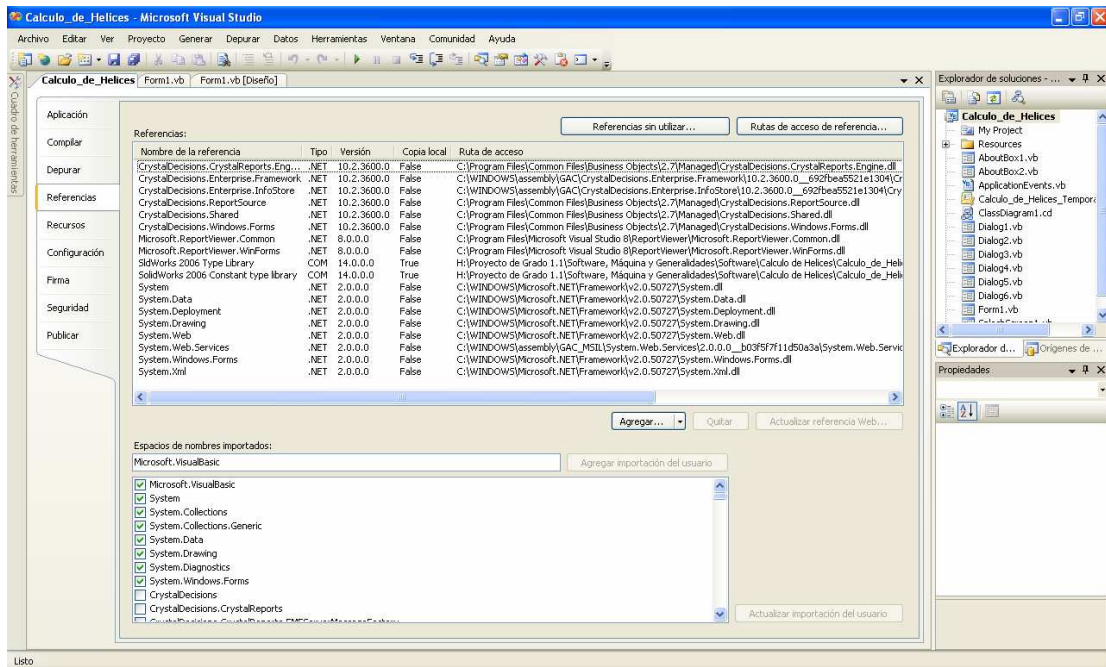 Calculo_de_Helices - Microsoft Visual Studio
Archivo Editar Ver Proyecto Generar Depurar Datos Herramientas Ventana Comunidad Ayuda
Cuadro de herramientas
Calculo_de_Helices Form1.vb Form1.vb [Diseño]
Aplicación
Compilar
Depurar
Referencias
Recursos
Configuración
Firma
Seguridad
Publicar
Referencias:
Referencias sin utilizar... Rutas de acceso de referencia...
Nombre de la referencia Tipo Versión Copia local Ruta de acceso
CrystalDecisions.CrystalReports.Eng... .NET 10.2.3600.0 False C:\Program Files\Common Files\Business Objects\2.7\Managed\CrystalDecisions.CrystalReports.Engine.dll
CrystalDecisions.Enterprise.Framework .NET 10.2.3600.0 False C:\WINDOWS\assembly\GAC\CrystalDecisions.Enterprise.Framework\10.2.3600.0__692fbea5521e1304\Cr
CrystalDecisions.Enterprise.InfoStore .NET 10.2.3600.0 False C:\WINDOWS\assembly\GAC\CrystalDecisions.Enterprise.InfoStore\10.2.3600.0__692fbea5521e1304\Cry
CrystalDecisions.ReportSource .NET 10.2.3600.0 False C:\Program Files\Common Files\Business Objects\2.7\Managed\CrystalDecisions.ReportSource.dll
CrystalDecisions.Shared .NET 10.2.3600.0 False C:\Program Files\Common Files\Business Objects\2.7\Managed\CrystalDecisions.Shared.dll
CrystalDecisions.Windows.Forms .NET 10.2.3600.0 False C:\Program Files\Common Files\Business Objects\2.7\Managed\CrystalDecisions.Windows.Forms.dll
Microsoft.ReportViewer.Common .NET 8.0.0.0 False C:\Program Files\Microsoft Visual Studio 8\ReportViewer\Microsoft.ReportViewer.Common.dll
Microsoft.ReportViewer.WinForms .NET 8.0.0.0 False C:\Program Files\Microsoft Visual Studio 8\ReportViewer\Microsoft.ReportViewer.WinForms.dll
SldWorks 2006 Type Library COM 14.0.0.0 True H:\Proyecto de Grado 1.1\Software, Máquina y Generalidades\Software\Calculo de Helices\Calculo_de_Heli
SolidWorks 2006 Constant type library COM 14.0.0.0 True H:\Proyecto de Grado 1.1\Software, Máquina y Generalidades\Software\Calculo de Helices\Calculo_de_Heli
System .NET 2.0.0.0 False C:\WINDOWS\Microsoft.NET\Framework\v2.0.50727\System.dll
System.Data .NET 2.0.0.0 False C:\WINDOWS\Microsoft.NET\Framework\v2.0.50727\System.Data.dll
System.Deployment .NET 2.0.0.0 False C:\WINDOWS\Microsoft.NET\Framework\v2.0.50727\System.Deployment.dll
System.Drawing .NET 2.0.0.0 False C:\WINDOWS\Microsoft.NET\Framework\v2.0.50727\System.Drawing.dll
System.Web .NET 2.0.0.0 False C:\WINDOWS\Microsoft.NET\Framework\v2.0.50727\System.Web.dll
System.Web.Services .NET 2.0.0.0 False C:\WINDOWS\assembly\GAC_MSIL\System.Web.Services\2.0.0.0__b03f5f7f11d50a3a\System.Web.Servic
System.Windows.Forms .NET 2.0.0.0 False C:\WINDOWS\Microsoft.NET\Framework\v2.0.50727\System.Windows.Forms.dll
System.Xml .NET 2.0.0.0 False C:\WINDOWS\Microsoft.NET\Framework\v2.0.50727\System.Xml.dll
Agregar... Quitar Actualizar referencia Web...
Espacios de nombres importados:
Microsoft.VisualBasic Agregar importación del usuario
Microsoft.VisualBasic
System
System.Collections
System.Collections.Generic
System.Data
System.Drawing
System.Diagnostics
System.Windows.Forms
CrystalDecisions
CrystalDecisions.CrystalReports
Actualizar importación del usuario
Explorador de soluciones - ...
Calculo_de_Helices
My Project
Resources
AboutBox1.vb
AboutBox2.vb
ApplicationEvents.vb
Calculo_de_Helices_Tempora
ClassDiagram1.cd
Dialog1.vb
Dialog2.vb
Dialog3.vb
Dialog4.vb
Dialog5.vb
Dialog6.vb
Form1.vb
Explorador d... Orígenes de ...
Propiedades
Listo